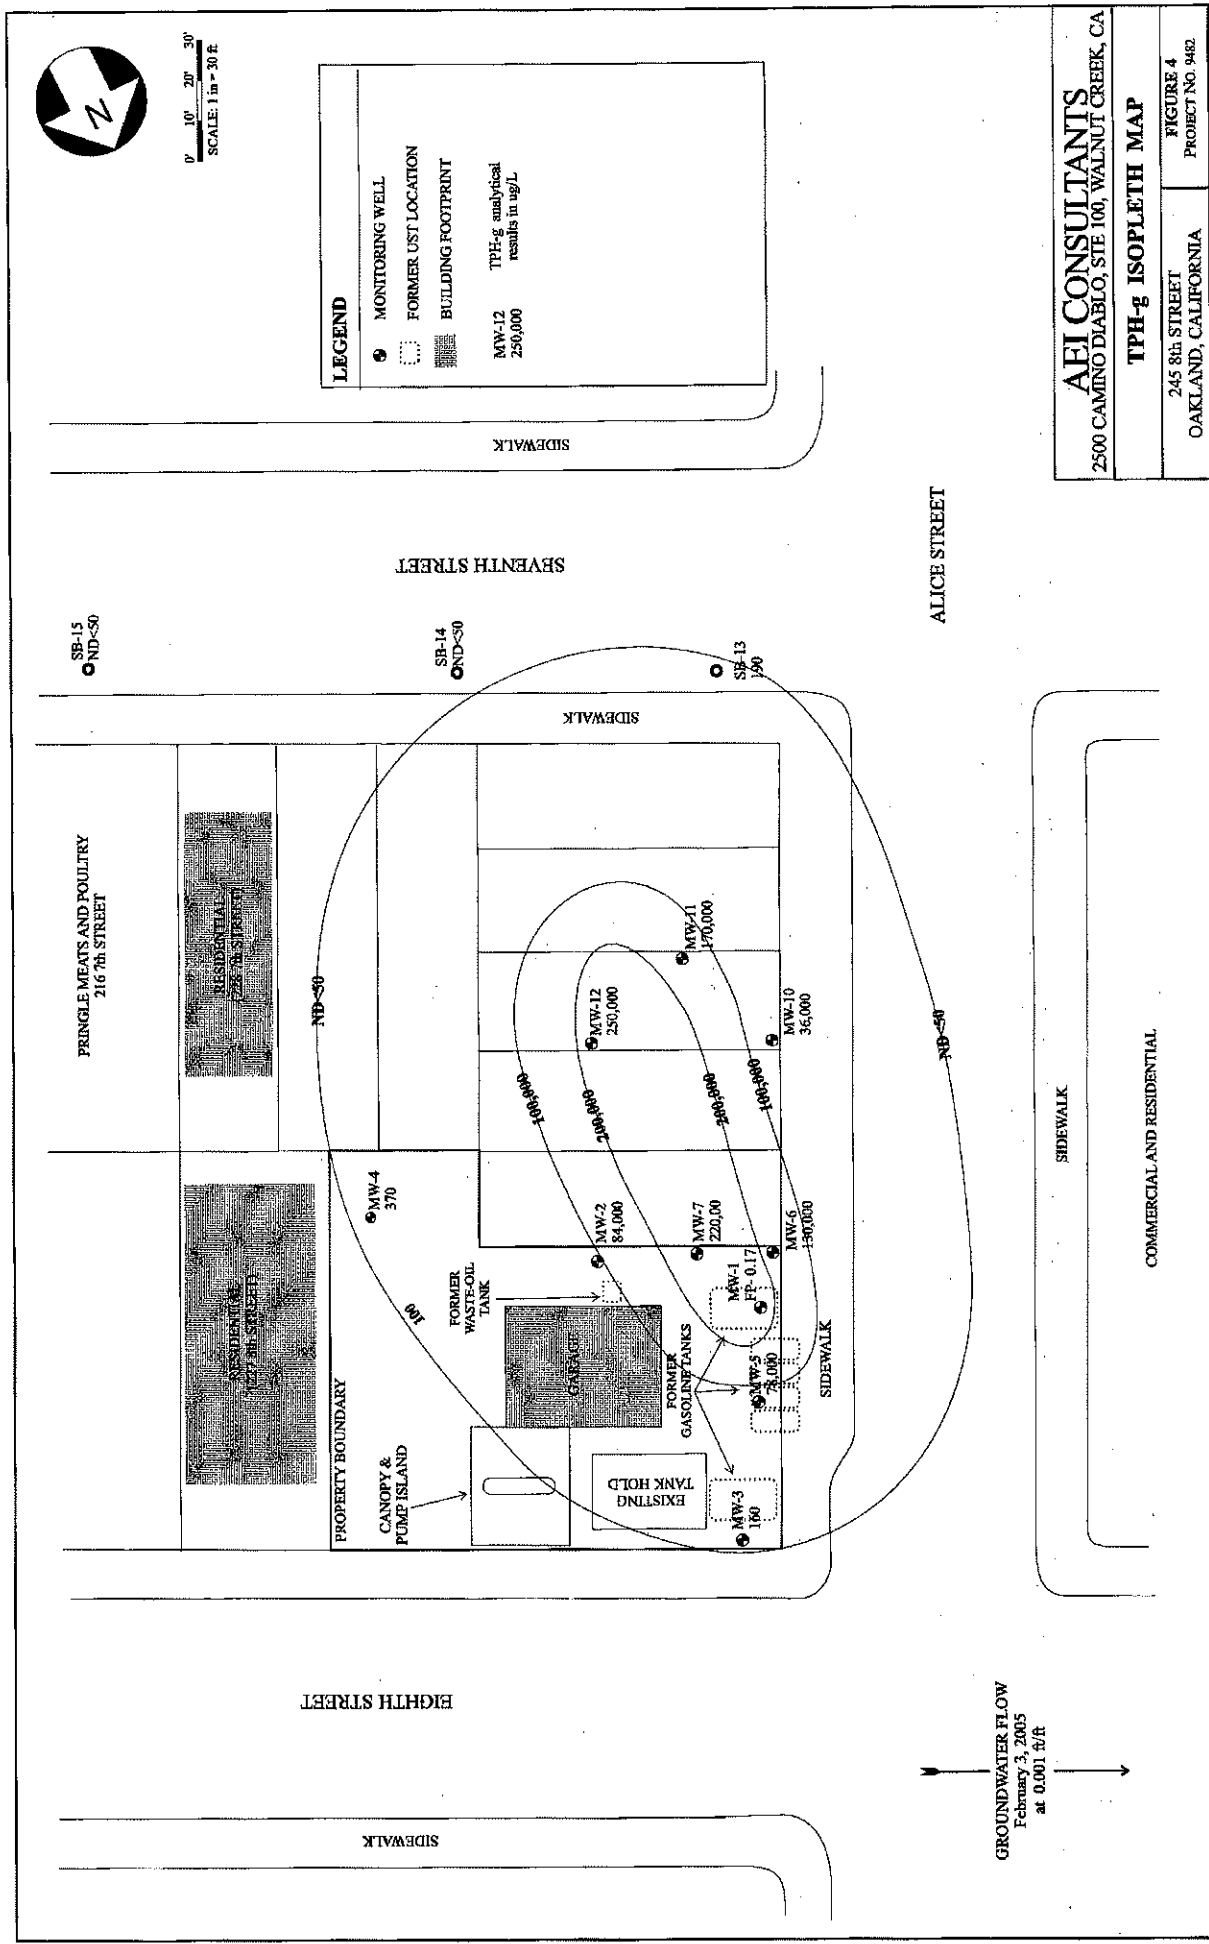 N
0' 10' 20' 30'
SCALE: 1 in = 30 ft
LEGEND
MONITORING WELL
FORMER UST LOCATION
BUILDING FOOTPRINT
MW-12
250,000
TPH-g analytical
results in ug/L
SIDEWALK
SEVENTH STREET
ALICE STREET
SB-15
ND<50
SB-14
ND<50
SB-13
190
SIDEWALK
PRINGLE MEATS AND POULTRY
216 7th STREET
RESIDENTIAL
ND<50
MW-11
170,000
MW-12
250,000
MW-10
36,000
100,000
200,000
200,000
100,000
ND<50
MW-4
370
MW-2
84,000
MW-7
220,00
MW-6
130,000
MW-1
FP- 0.17
RESIDENTIAL
100
FORMER
WASTE-OIL
TANK
GARAGE
FORMER
GASOLINE TANKS
MW-5
78,000
SIDEWALK
PROPERTY BOUNDARY
CANOPY &
PUMP ISLAND
EXISTING
TANK HOLD
MW-3
160
SIDEWALK
COMMERCIAL AND RESIDENTIAL
EIGHTH STREET
SIDEWALK
GROUNDWATER FLOW
February 3, 2005
at 0.001 ft/ft
AEI CONSULTANTS
2500 CAMINO DIABLO, STE 100, WALNUT CREEK, CA
TPH-g ISOPLETH MAP
245 8th STREET
OAKLAND, CALIFORNIA
FIGURE 4
PROJECT NO. 9482